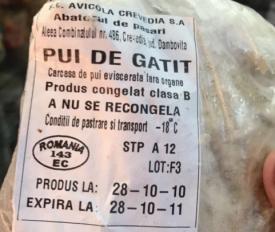 S.C. AVICOLA CREVEDIA S.A
Abatorul de pasari
Aleea Combinatului nr. 436, Crevedia, jud. Dambovita
PUI DE GATIT
Carcasa de pui eviscerata fara organe
Produs congelat clasa B
A NU SE RECONGELA
Conditii de pastrare si transport -18°C
ROMANIA
143
EC
STP A 12
LOT:F3
PRODUS LA: 28-10-10
EXPIRA LA: 28-10-11